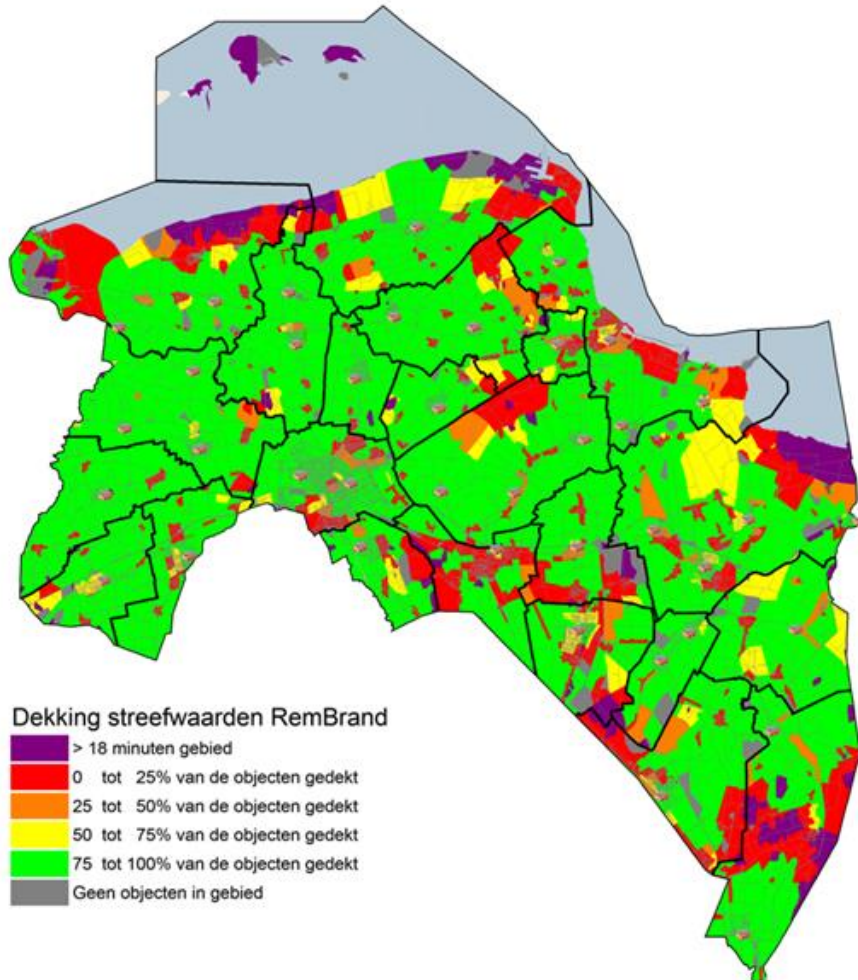 Dekking streefwaarden RemBrand
> 18 minuten gebied
0 tot 25% van de objecten gedekt
25 tot 50% van de objecten gedekt
50 tot 75% van de objecten gedekt
75 tot 100% van de objecten gedekt
Geen objecten in gebied